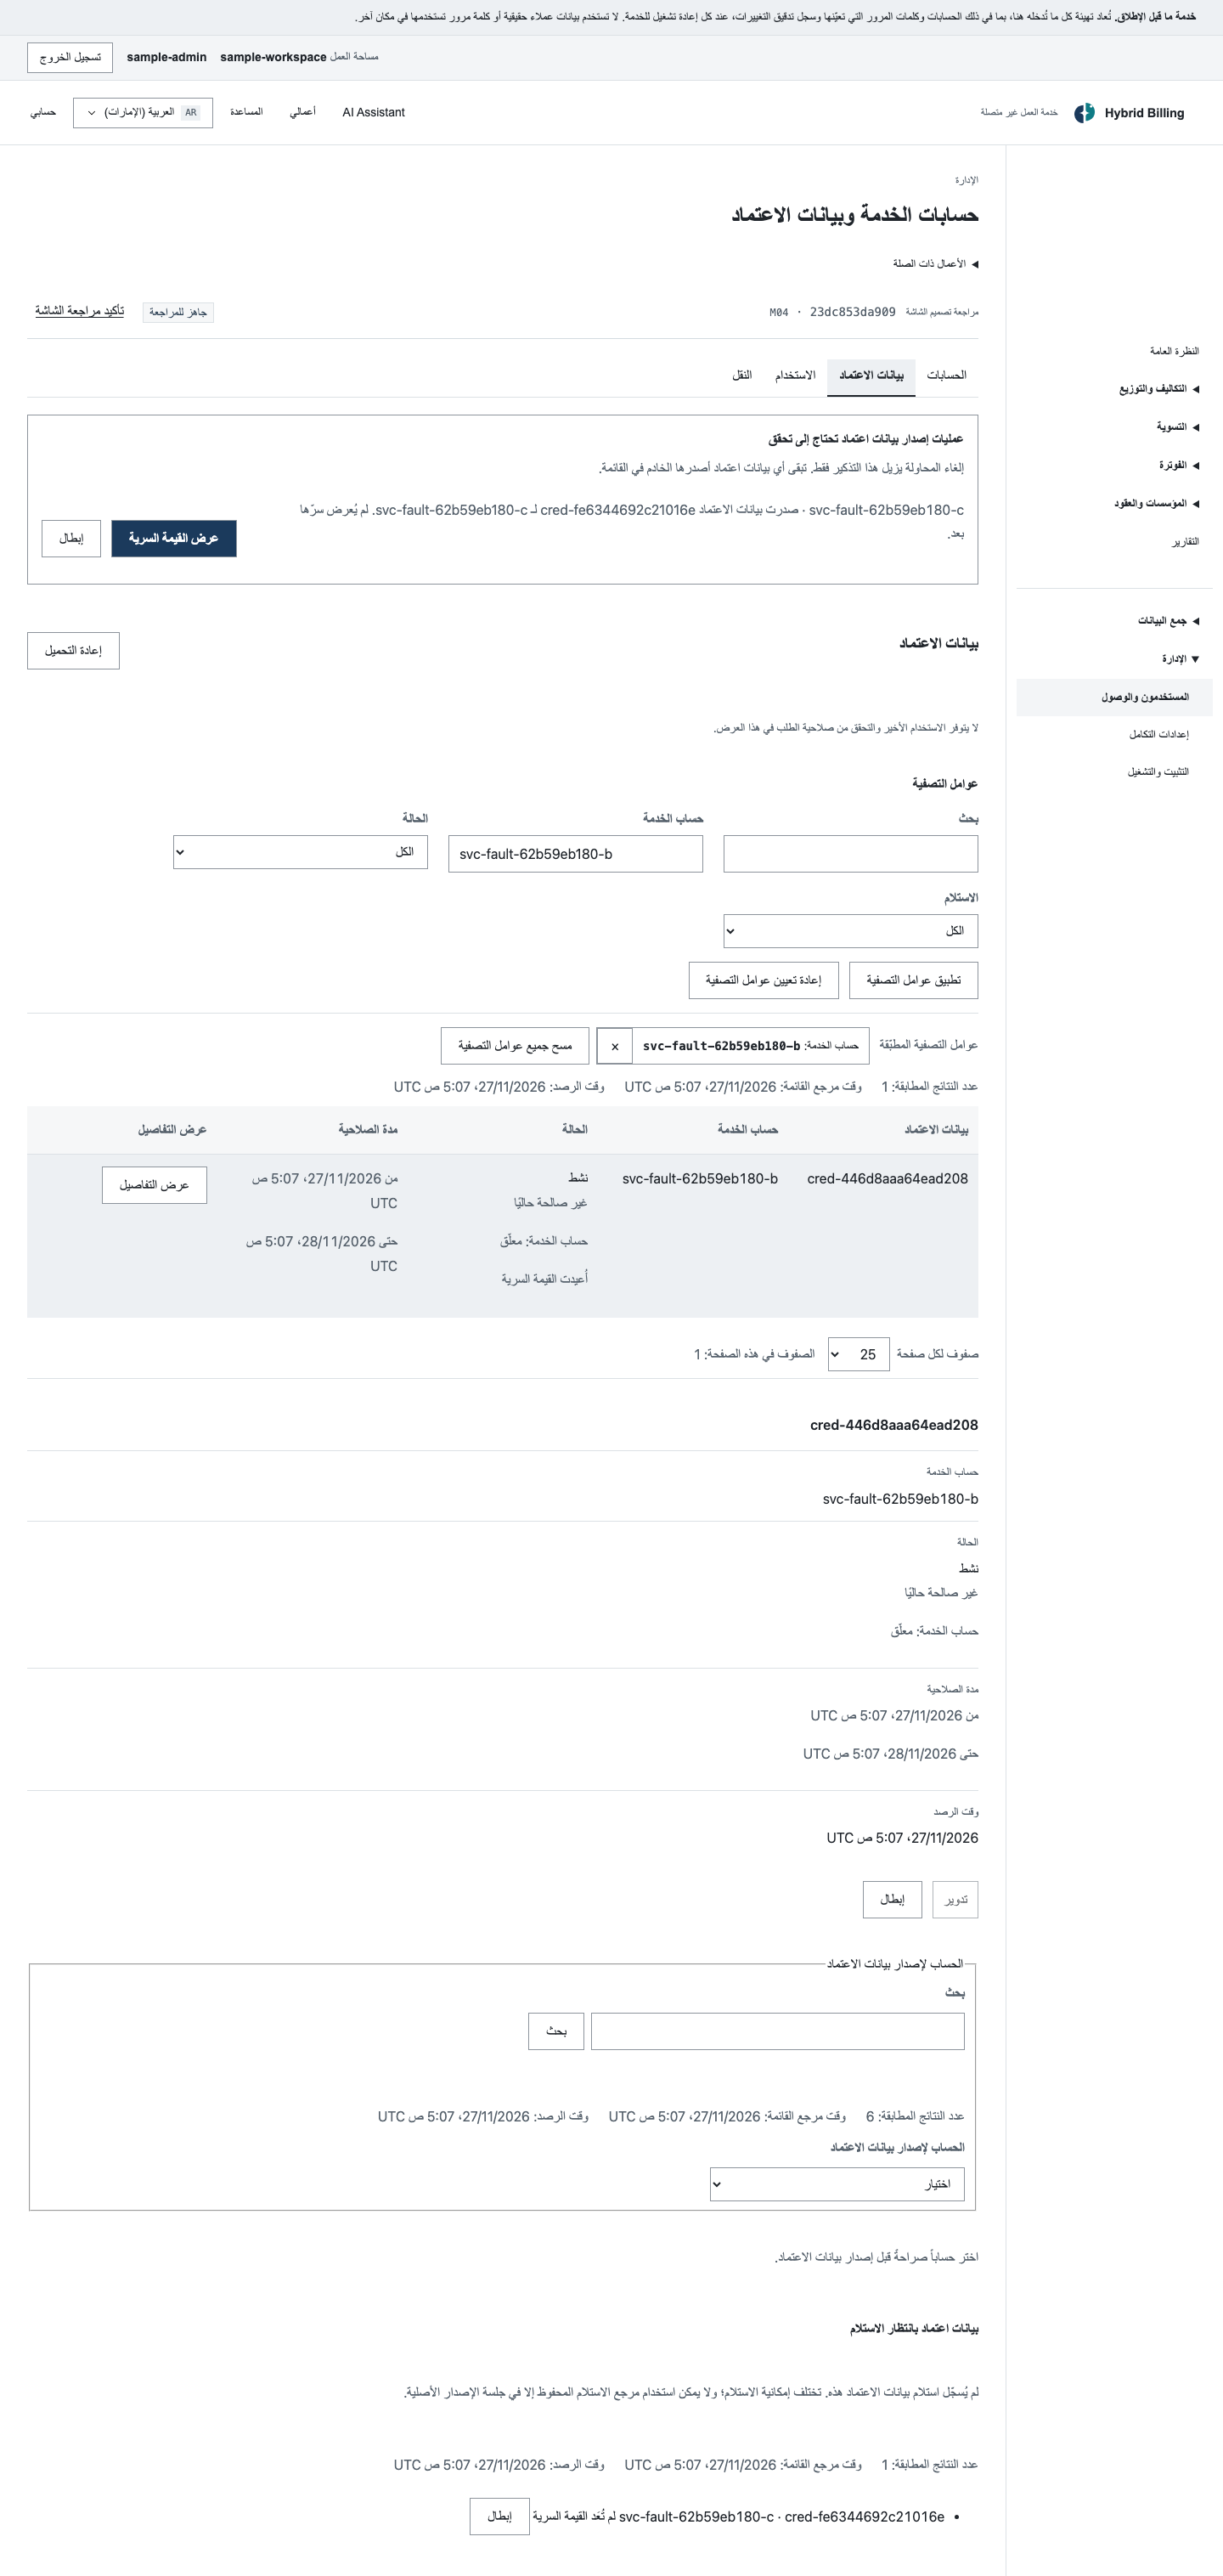 خدمة ما قبل الإطلاق. تُعاد تهيئة كل ما تُدخله هنا، بما في ذلك الحسابات وكلمات المرور التي تعيّنها وسجل تدقيق التغييرات، عند كل إعادة تشغيل للخدمة. لا تستخدم بيانات عملاء حقيقية أو كلمة مرور تستخدمها في مكان آخر.
مساحة العمل sample-workspace sample-admin تسجيل الخروج
Hybrid Billing خدمة العمل غير متصلة AI Assistant أعمالي المساعدة AR العربية (الإمارات) حسابي
النظرة العامة
التكاليف والتوزيع
التسوية
الفوترة
المؤسسات والعقود
التقارير
جمع البيانات
الإدارة
المستخدمون والوصول
إعدادات التكامل
التثبيت والتشغيل
الإدارة
حسابات الخدمة وبيانات الاعتماد
الأعمال ذات الصلة
مراجعة تصميم الشاشة M04 · 23dc853da909 جاهز للمراجعة تأكيد مراجعة الشاشة
الحسابات بيانات الاعتماد الاستخدام النقل
عمليات إصدار بيانات اعتماد تحتاج إلى تحقق
إلغاء المحاولة يزيل هذا التذكير فقط. تبقى أي بيانات اعتماد أصدرها الخادم في القائمة.
svc-fault-62b59eb180-c · صدرت بيانات الاعتماد cred-fe6344692c21016e لـ svc-fault-62b59eb180-c. لم يُعرض سرّها
بعد.
عرض القيمة السرية إبطال
بيانات الاعتماد إعادة التحميل
لا يتوفر الاستخدام الأخير والتحقق من صلاحية الطلب في هذا العرض.
عوامل التصفية
بحث حساب الخدمة الحالة
svc-fault-62b59eb180-b الكل
الاستلام
الكل
تطبيق عوامل التصفية إعادة تعيين عوامل التصفية
عوامل التصفية المطبّقة حساب الخدمة: svc-fault-62b59eb180-b × مسح جميع عوامل التصفية
عدد النتائج المطابقة: 1 وقت مرجع القائمة: 27/11/2026، 5:07 ص UTC وقت الرصد: 27/11/2026، 5:07 ص UTC
بيانات الاعتماد حساب الخدمة الحالة مدة الصلاحية عرض التفاصيل
cred-446d8aaa64ead208 svc-fault-62b59eb180-b نشط من 27/11/2026، 5:07 ص عرض التفاصيل
غير صالحة حاليًا UTC
حساب الخدمة: معلّق حتى 28/11/2026، 5:07 ص
UTC
أُعيدت القيمة السرية
صفوف لكل صفحة 25 الصفوف في هذه الصفحة: 1
cred-446d8aaa64ead208
حساب الخدمة
svc-fault-62b59eb180-b
الحالة
نشط
غير صالحة حاليًا
حساب الخدمة: معلّق
مدة الصلاحية
من 27/11/2026، 5:07 ص UTC
حتى 28/11/2026، 5:07 ص UTC
وقت الرصد
27/11/2026، 5:07 ص UTC
تدوير إبطال
الحساب لإصدار بيانات الاعتماد
بحث
بحث
عدد النتائج المطابقة: 6 وقت مرجع القائمة: 27/11/2026، 5:07 ص UTC وقت الرصد: 27/11/2026، 5:07 ص UTC
الحساب لإصدار بيانات الاعتماد
اختيار
اختر حساباً صراحةً قبل إصدار بيانات الاعتماد.
بيانات اعتماد بانتظار الاستلام
لم يُسجّل استلام بيانات الاعتماد هذه. تختلف إمكانية الاستلام؛ ولا يمكن استخدام مرجع الاستلام المحفوظ إلا في جلسة الإصدار الأصلية.
عدد النتائج المطابقة: 1 وقت مرجع القائمة: 27/11/2026، 5:07 ص UTC وقت الرصد: 27/11/2026، 5:07 ص UTC
• svc-fault-62b59eb180-c · cred-fe6344692c21016e لم تُعَد القيمة السرية إبطال